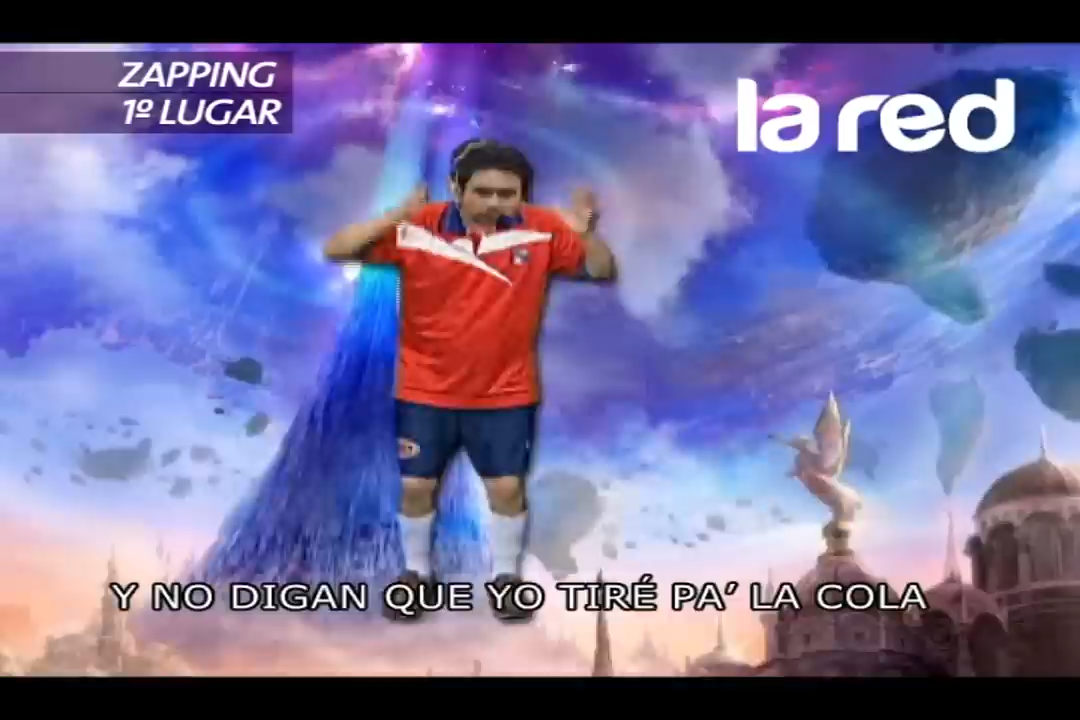 ZAPPING
1º LUGAR
la red
Y NO DIGAN QUE YO TIRÉ PA' LA COLA